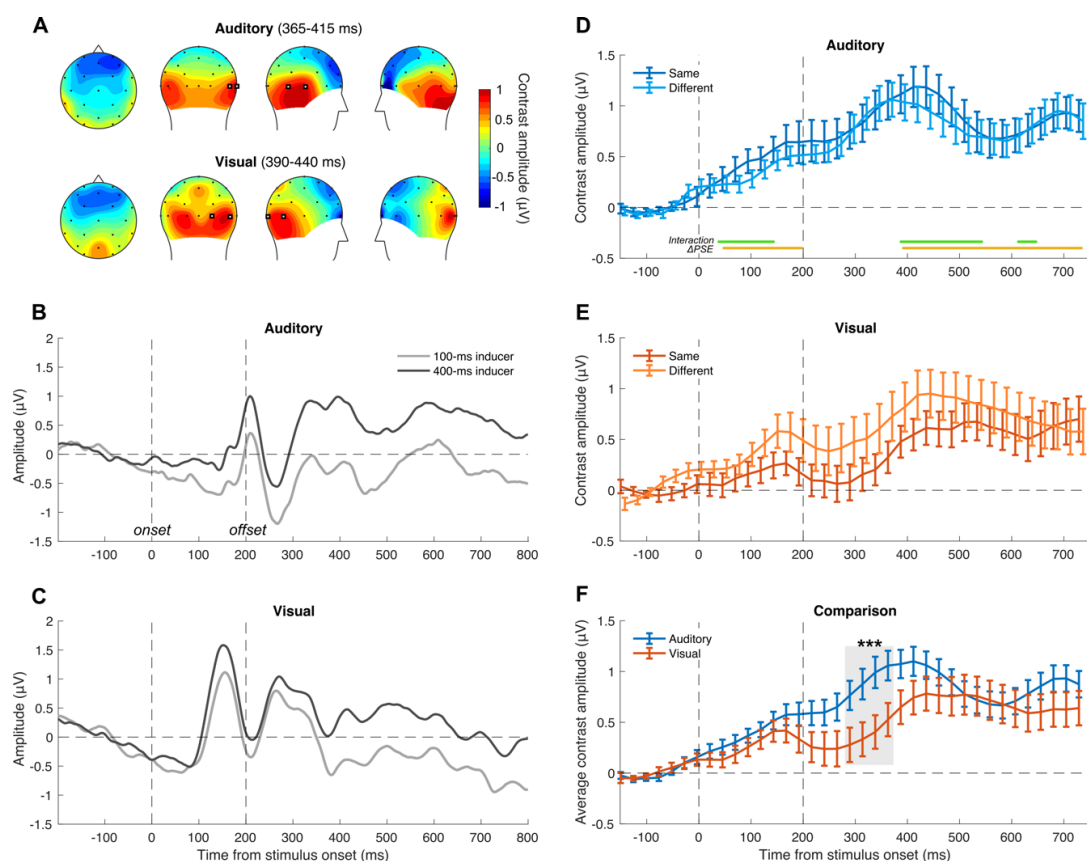 A
Auditory (365-415 ms)
Visual (390-440 ms)
1
0.5
0
-0.5
-1
Contrast amplitude (µV)
B
Auditory
100-ms inducer
400-ms inducer
2
1.5
1
0.5
0
-0.5
-1
-1.5
Amplitude (µV)
onset
offset
-100 0 100 200 300 400 500 600 700 800
C
Visual
2
1.5
1
0.5
0
-0.5
-1
-1.5
Amplitude (µV)
-100 0 100 200 300 400 500 600 700 800
Time from stimulus onset (ms)
D
Auditory
Same
Different
1.5
1
0.5
0
-0.5
Contrast amplitude (µV)
Interaction
ΔPSE
-100 0 100 200 300 400 500 600 700
E
Visual
Same
Different
1.5
1
0.5
0
-0.5
Contrast amplitude (µV)
-100 0 100 200 300 400 500 600 700
F
Comparison
Auditory
Visual
***
1.5
1
0.5
0
-0.5
Average contrast amplitude (µV)
-100 0 100 200 300 400 500 600 700
Time from stimulus onset (ms)